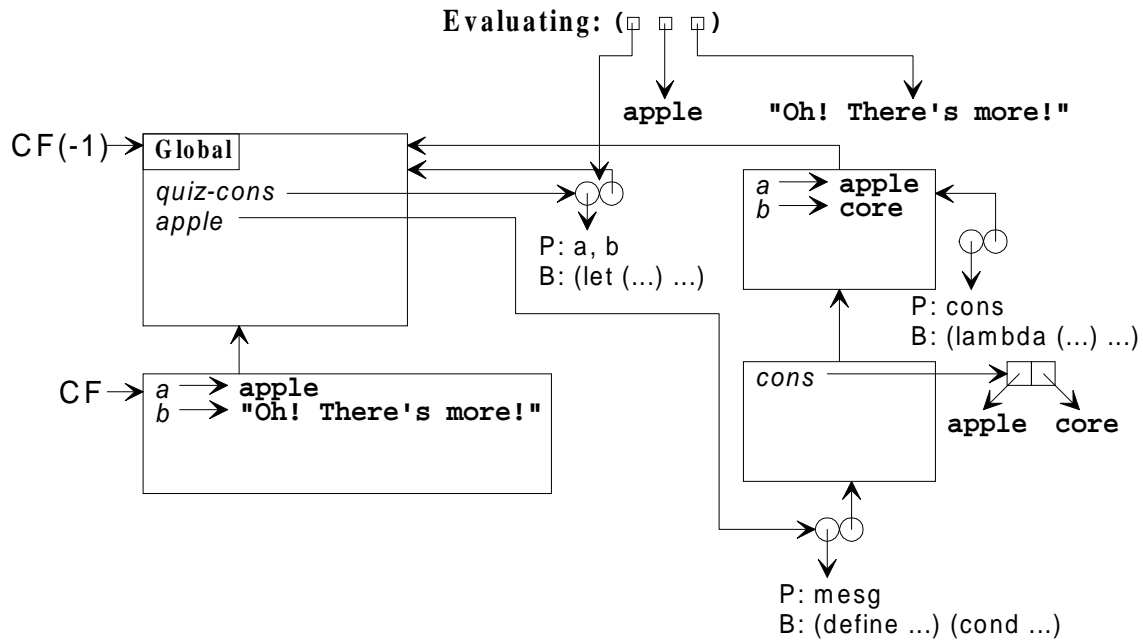 Evaluating: ( )
apple "Oh! There's more!"
CF(-1)
Global
quiz-cons
apple
P: a, b
B: (let (...) ...)
a apple
b core
P: cons
B: (lambda (...) ...)
CF
a apple
b "Oh! There's more!"
cons
apple core
P: mesg
B: (define ...) (cond ...)